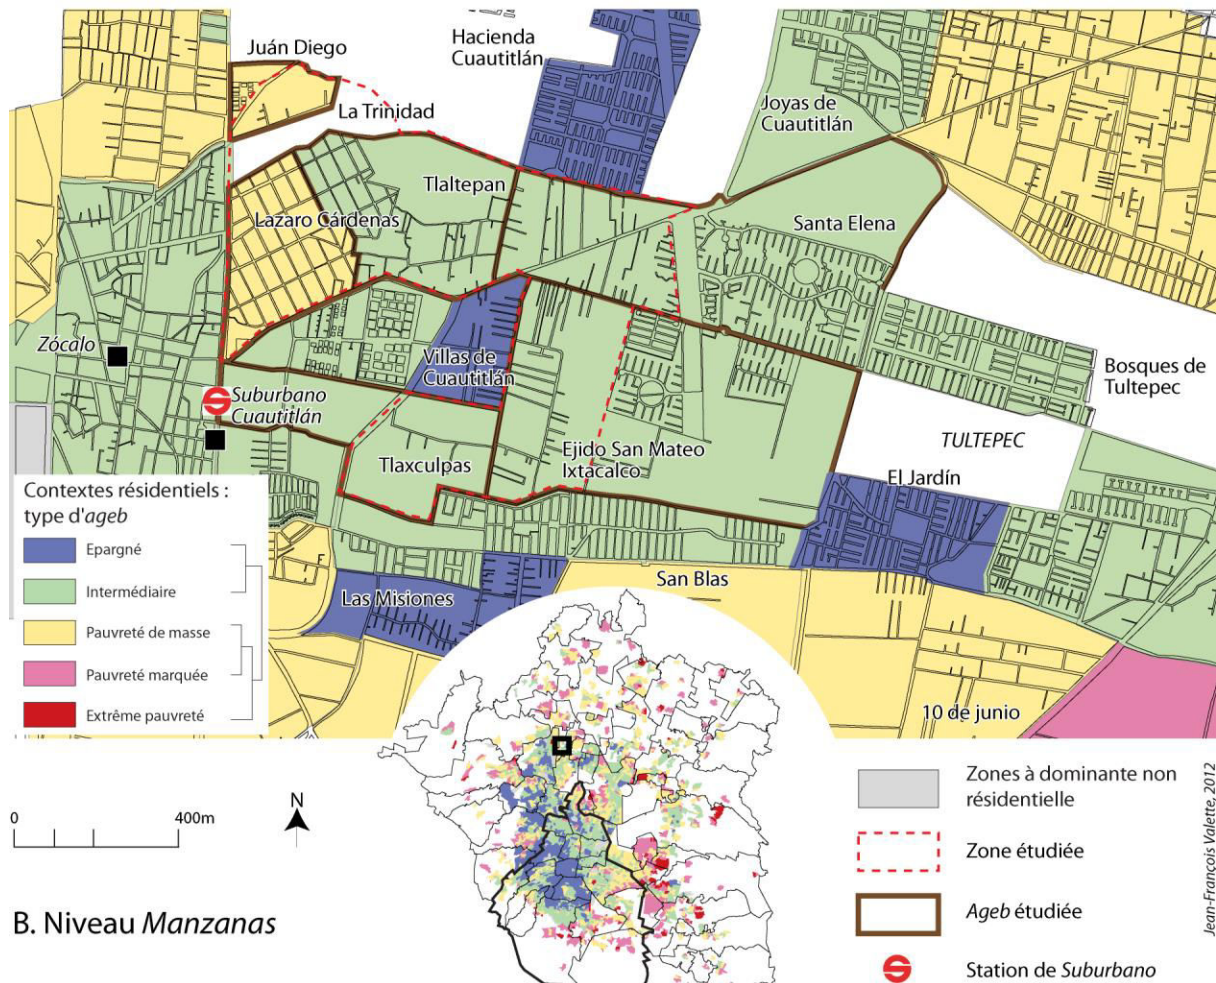 Juán Diego
Hacienda
Cuautitlán
La Trinidad
Joyas de
Cuautitlán
Tlaltepan
Lazaro Cárdenas
Santa Elena
Zócalo
Villas de
Cuautitlán
Suburbano
Cuautitlán
Bosques de
Tultepec
TULTEPEC
Tlaxculpas
Ejido San Mateo
Ixtacalco
El Jardín
Contextes résidentiels :
type d'ageb
Epargné
Intermédiaire
Pauvreté de masse
Pauvreté marquée
Extrême pauvreté
San Blas
Las Misiones
10 de junio
0
400m
N
B. Niveau Manzanas
Zones à dominante non
résidentielle
Zone étudiée
Ageb étudiée
Station de Suburbano
Jean-François Valette, 2012